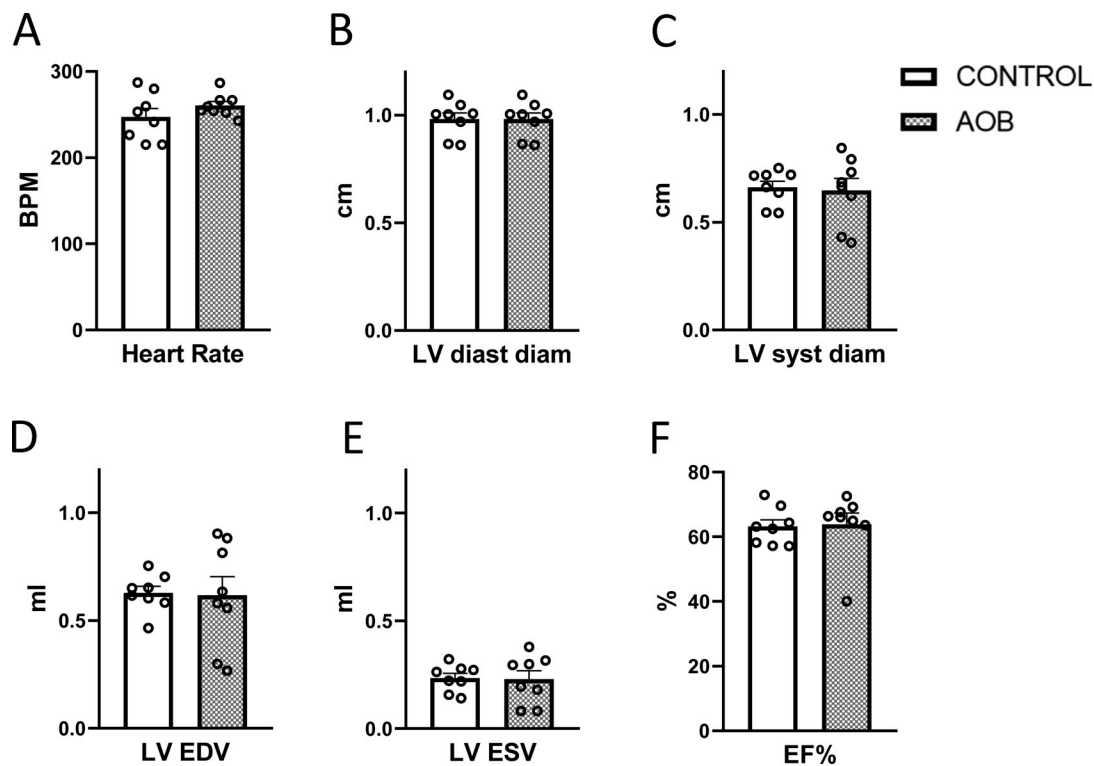 A
300
200
100
0
BPM
Heart Rate
B
1.0
0.5
0.0
cm
LV diast diam
C
1.0
0.5
0.0
cm
LV syst diam
CONTROL
AOB
D
1.0
0.5
0.0
ml
LV EDV
E
1.0
0.5
0.0
ml
LV ESV
F
80
60
40
20
0
%
EF%